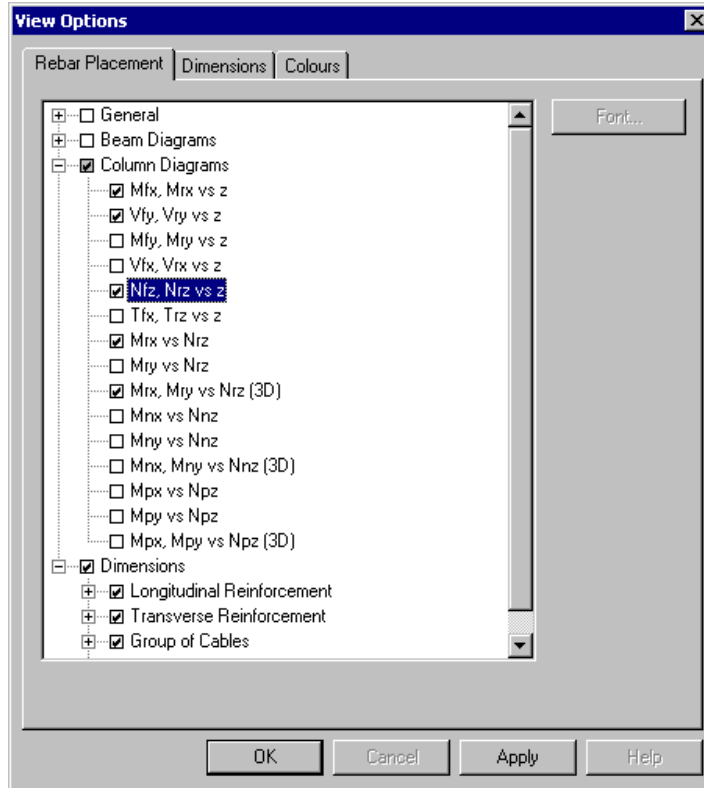 View Options
Rebar Placement Dimensions Colours
General
Font...
Beam Diagrams
Column Diagrams
Mfx, Mrx vs z
Vfy, Vry vs z
Mfy, Mry vs z
Vfx, Vrx vs z
Nfz, Nrz vs z
Tfx, Trz vs z
Mrx vs Nrz
Mry vs Nrz
Mrx, Mry vs Nrz (3D)
Mnx vs Nnz
Mny vs Nnz
Mnx, Mny vs Nnz (3D)
Mpx vs Npz
Mpy vs Npz
Mpx, Mpy vs Npz (3D)
Dimensions
Longitudinal Reinforcement
Transverse Reinforcement
Group of Cables
OK Cancel Apply Help